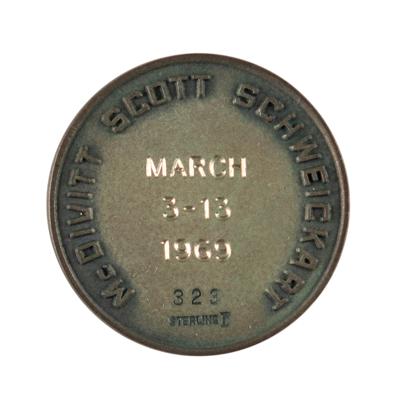 McDIVITT SCOTT SCHWEICKART
MARCH
3-13
1969
323
STERLING